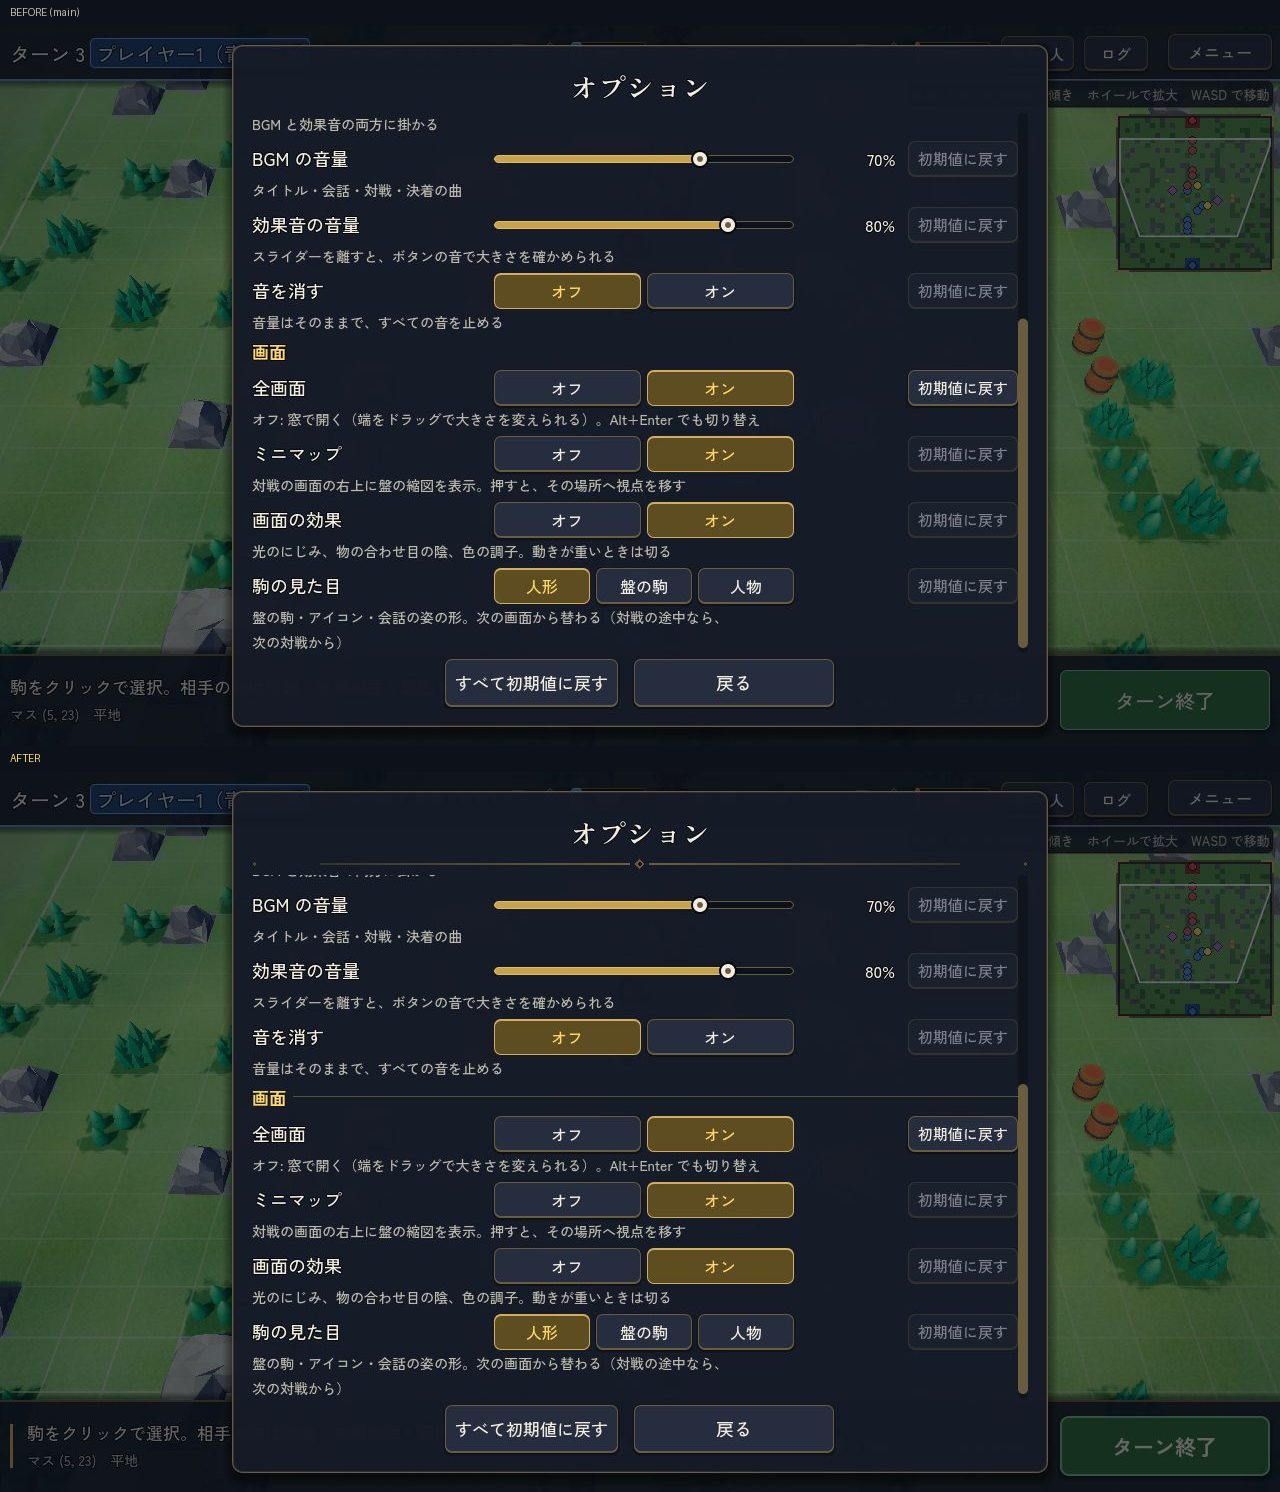 BEFORE (main)
ターン 3 プレイヤー1（青
人 ログ メニュー
傾き ホイールで拡大 WASD で移動
オプション
BGM と効果音の両方に掛かる
BGM の音量 70% 初期値に戻す
タイトル・会話・対戦・決着の曲
効果音の音量 80% 初期値に戻す
スライダーを離すと、ボタンの音で大きさを確かめられる
音を消す オフ オン 初期値に戻す
音量はそのままで、すべての音を止める
画面
全画面 オフ オン 初期値に戻す
オフ: 窓で開く（端をドラッグで大きさを変えられる）。Alt+Enter でも切り替え
ミニマップ オフ オン 初期値に戻す
対戦の画面の右上に盤の縮図を表示。押すと、その場所へ視点を移す
画面の効果 オフ オン 初期値に戻す
光のにじみ、物の合わせ目の陰、色の調子。動きが重いときは切る
駒の見た目 人形 盤の駒 人物 初期値に戻す
盤の駒・アイコン・会話の姿の形。次の画面から替わる（対戦の途中なら、
次の対戦から）
すべて初期値に戻す 戻る
駒をクリックで選択。相手の
マス (5, 23) 平地
ターン終了
AFTER
ターン 3 プレイヤー1（青
人 ログ メニュー
傾き ホイールで拡大 WASD で移動
オプション
BGM の音量 70% 初期値に戻す
タイトル・会話・対戦・決着の曲
効果音の音量 80% 初期値に戻す
スライダーを離すと、ボタンの音で大きさを確かめられる
音を消す オフ オン 初期値に戻す
音量はそのままで、すべての音を止める
画面
全画面 オフ オン 初期値に戻す
オフ: 窓で開く（端をドラッグで大きさを変えられる）。Alt+Enter でも切り替え
ミニマップ オフ オン 初期値に戻す
対戦の画面の右上に盤の縮図を表示。押すと、その場所へ視点を移す
画面の効果 オフ オン 初期値に戻す
光のにじみ、物の合わせ目の陰、色の調子。動きが重いときは切る
駒の見た目 人形 盤の駒 人物 初期値に戻す
盤の駒・アイコン・会話の姿の形。次の画面から替わる（対戦の途中なら、
次の対戦から）
すべて初期値に戻す 戻る
駒をクリックで選択。相手
マス (5, 23) 平地
ターン終了